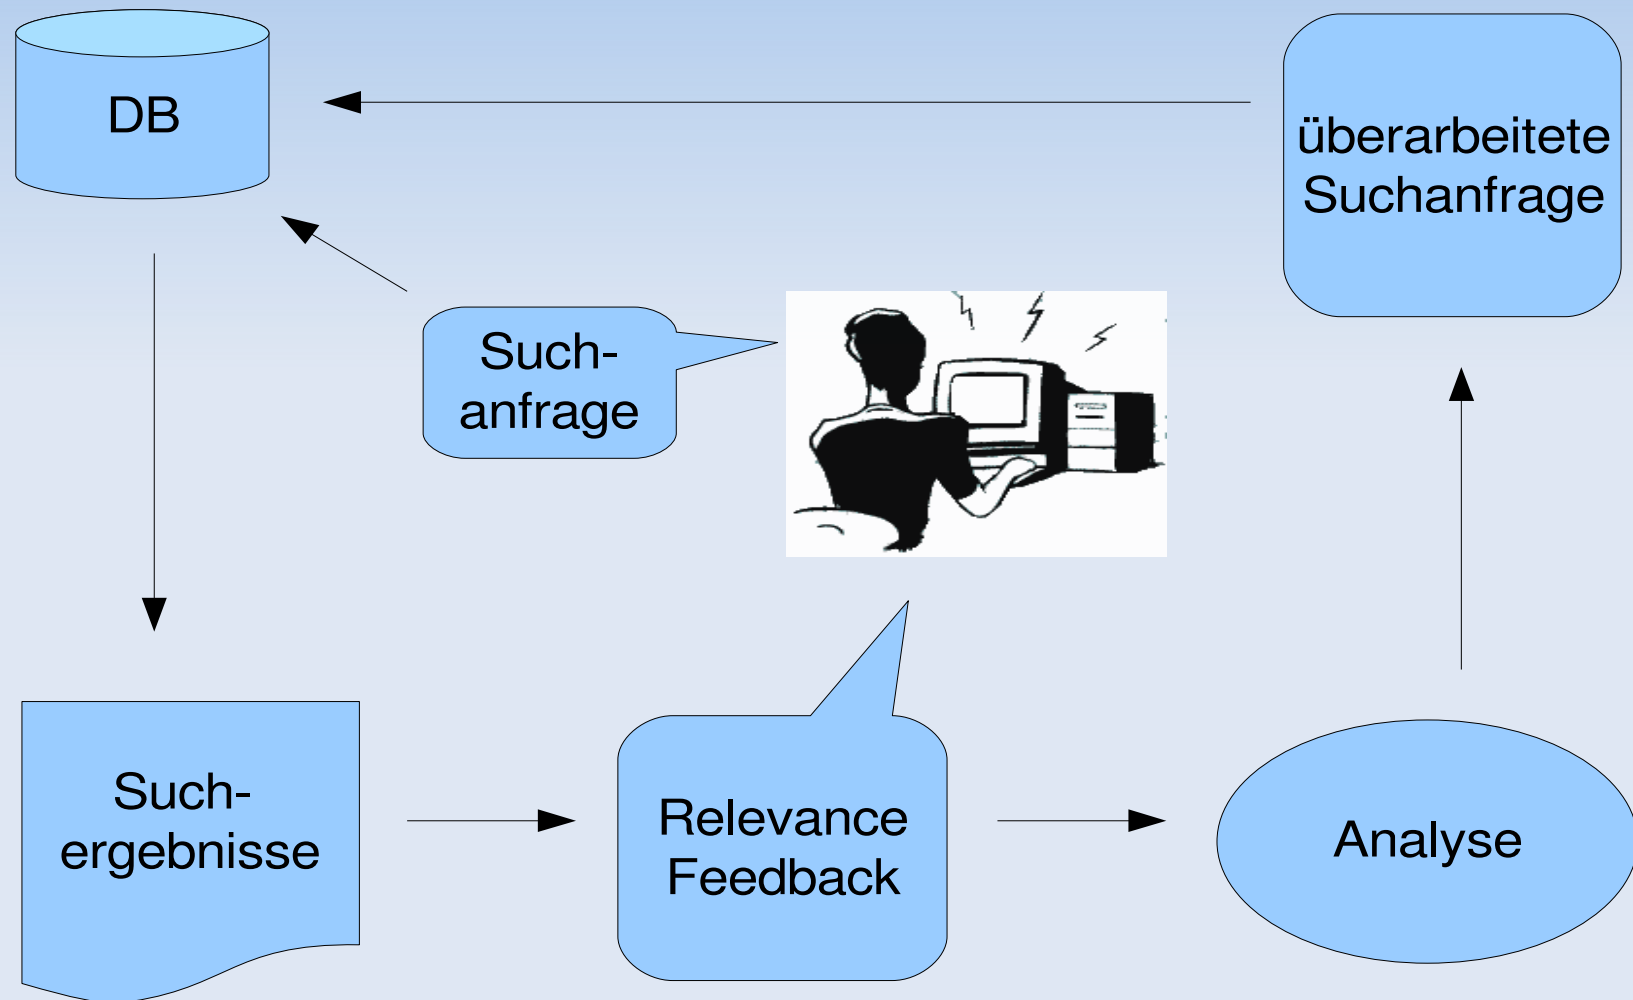 DB
überarbeitete
Suchanfrage
Such-
anfrage
Such-
ergebnisse
Relevance
Feedback
Analyse